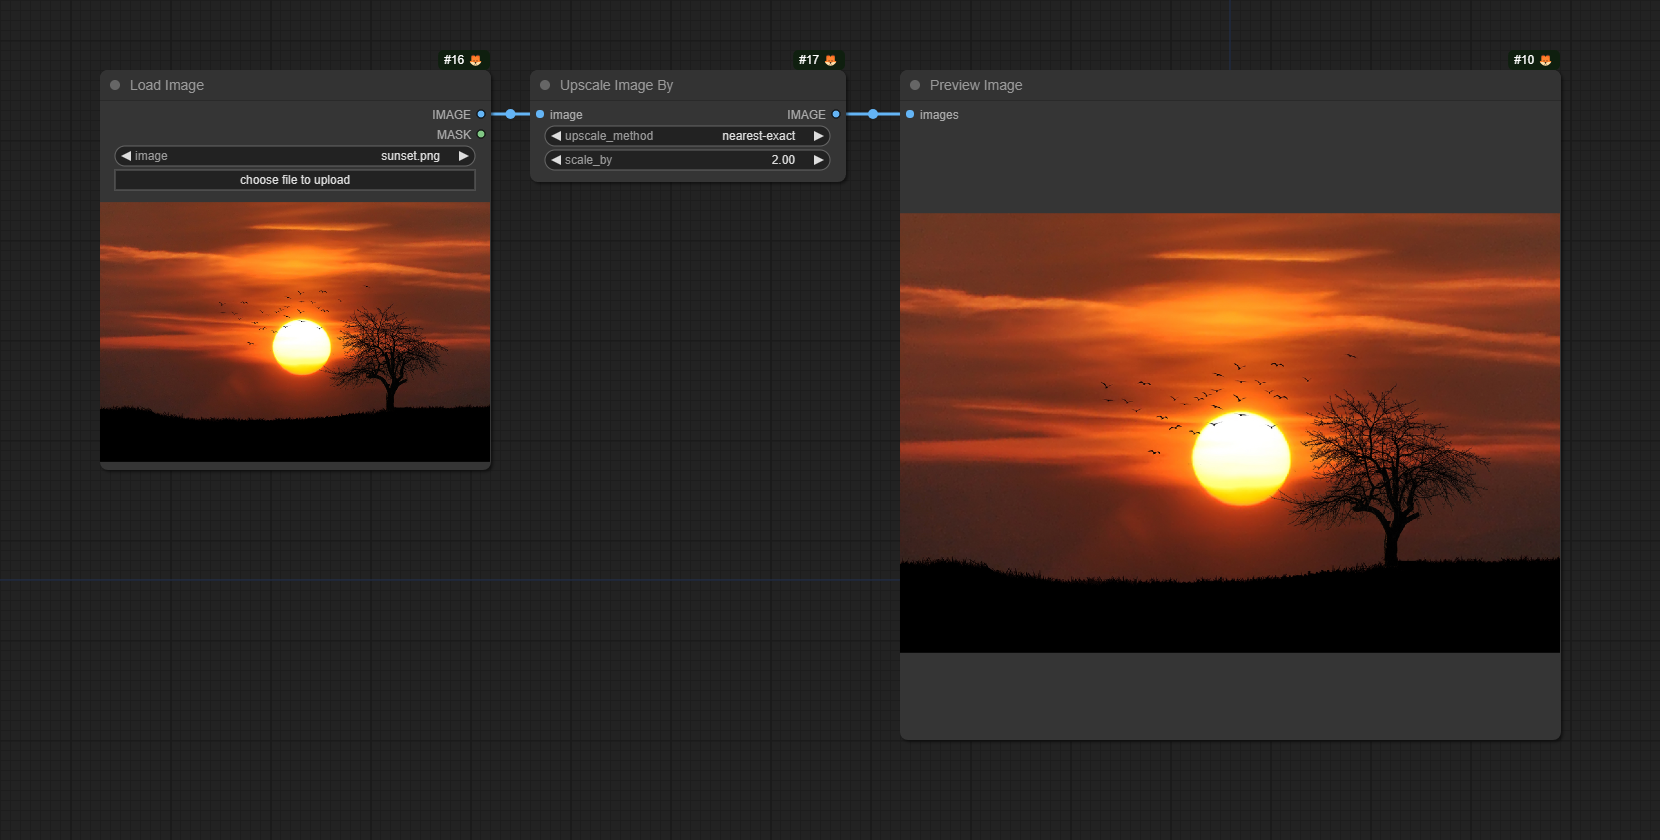 #16
Load Image
IMAGE
MASK
image sunset.png
choose file to upload
#17
Upscale Image By
image IMAGE
upscale_method nearest-exact
scale_by 2.00
#10
Preview Image
images